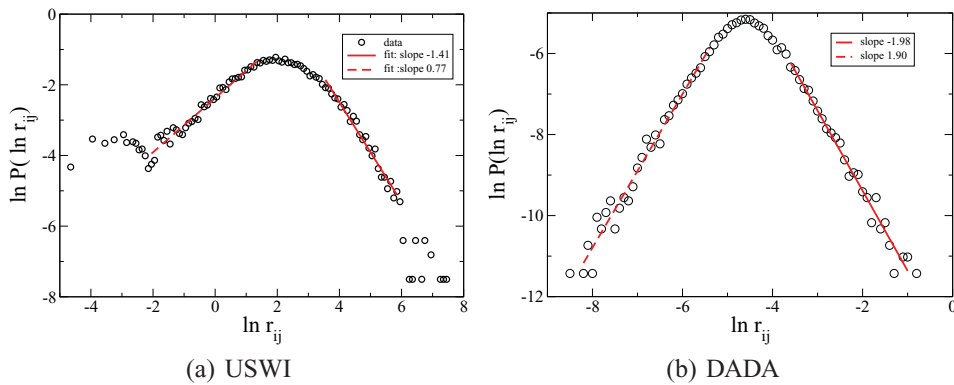 2
0
-2
-4
-6
-8
-4
-2
0
2
4
6
8
ln P( ln r_ij)
ln r_ij
data
fit: slope -1.41
fit :slope 0.77
(a) USWI
-6
-8
-10
-12
-8
-6
-4
-2
0
ln P(ln r_ij)
ln r_ij
slope -1.98
slope 1.90
(b) DADA